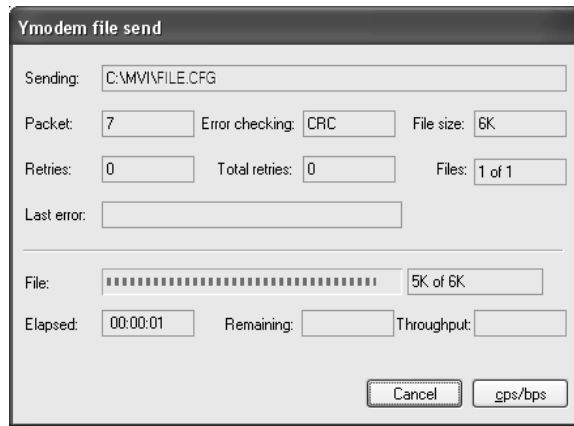 Ymodem file send
Sending: C:\MVI\FILE.CFG
Packet: 7 Error checking: CRC File size: 6K
Retries: 0 Total retries: 0 Files: 1 of 1
Last error:
File: 5K of 6K
Elapsed: 00:00:01 Remaining: Throughput:
Cancel cps/bps